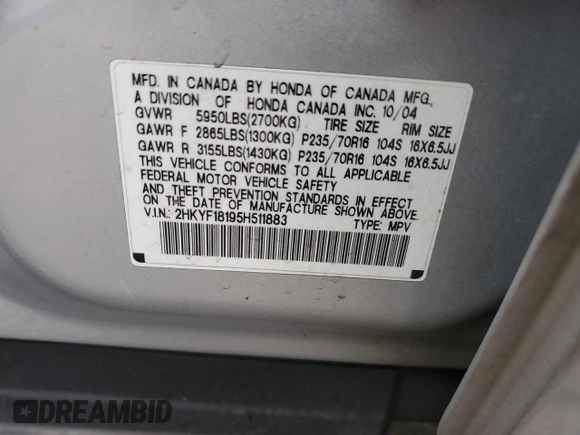 MFD. IN CANADA BY HONDA OF CANADA MFG.,
A DIVISION OF HONDA CANADA INC. 10/04
GVWR 5950LBS(2700KG) TIRE SIZE RIM SIZE
GAWR F 2865LBS(1300KG) P235/70R16 104S 16X6.5JJ
GAWR R 3155LBS(1430KG) P235/70R16 104S 16X6.5JJ
THIS VEHICLE CONFORMS TO ALL APPLICABLE
FEDERAL MOTOR VEHICLE SAFETY
AND THEFT PREVENTION STANDARDS IN EFFECT
ON THE DATE OF MANUFACTURE SHOWN ABOVE.
V.I.N.: 2HKYF18195H511883 TYPE: MPV
DREAMBID